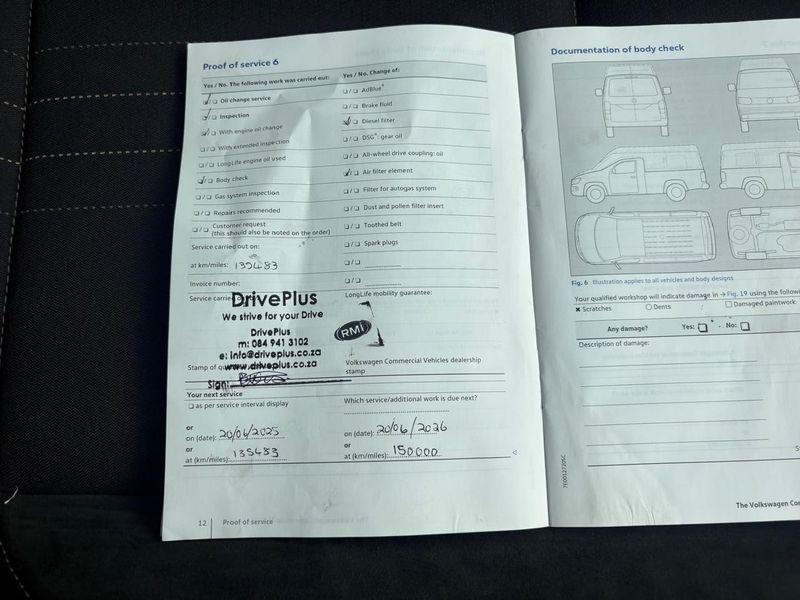 Proof of service 6
Yes / No. The following work was carried out:
Oil change service
Inspection
With engine oil change
With extended inspection
LongLife engine oil used
Body check
Gas system inspection
Repairs recommended
Customer request
(this should also be noted on the order)
Service carried out on:
at km/miles: 135483
Invoice number:
Service carried
DrivePlus
We strive for your Drive
DrivePlus
m: 084 941 3102
e: info@driveplus.co.za
www.driveplus.co.za
Stamp of
Sign:
Your next service
as per service interval display
or
on (date): 20/06/2025
or
at (km/miles): 135483
Yes / No. Change of:
AdBlue®
Brake fluid
Diesel filter
DSG®: gear oil
All-wheel drive coupling: oil
Air filter element
Filter for autogas system
Dust and pollen filter insert
Toothed belt
Spark plugs
LongLife mobility guarantee:
RMI
Volkswagen Commercial Vehicles dealership
stamp
Which service/additional work is due next?
on (date): 20/06/2026
or
at (km/miles): 150000
12 Proof of service
Documentation of body check
Fig. 6 Illustration applies to all vehicles and body designs
Your qualified workshop will indicate damage in → Fig. 19 using the followi
Scratches Dents Damaged paintwork
Any damage? Yes: No:
Description of damage:
7E0012720SC
The Volkswagen Co